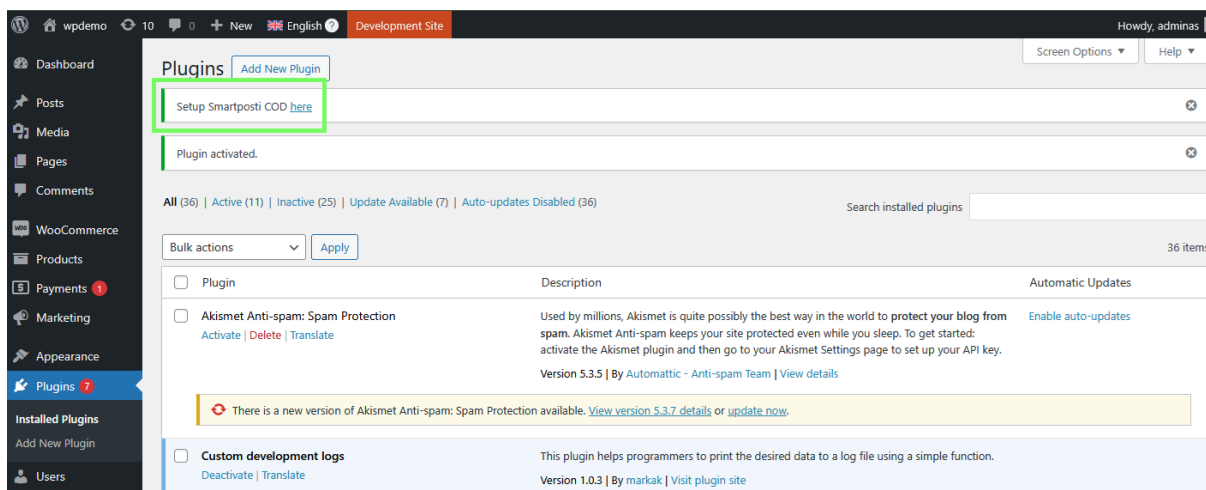 wpdemo 10 0 + New English ? Development Site Howdy, adminas
Screen Options ▼ Help ▼
Dashboard
Posts
Media
Pages
Comments
WooCommerce
Products
Payments 1
Marketing
Appearance
Plugins 7
Installed Plugins
Add New Plugin
Users
Plugins Add New Plugin
Setup Smartposti COD here
Plugin activated.
All (36) | Active (11) | Inactive (25) | Update Available (7) | Auto-updates Disabled (36)
Search installed plugins
Bulk actions Apply 36 items
Plugin Description Automatic Updates
Akismet Anti-spam: Spam Protection
Activate | Delete | Translate
Used by millions, Akismet is quite possibly the best way in the world to protect your blog from
spam. Akismet Anti-spam keeps your site protected even while you sleep. To get started:
activate the Akismet plugin and then go to your Akismet Settings page to set up your API key.
Version 5.3.5 | By Automattic - Anti-spam Team | View details
Enable auto-updates
There is a new version of Akismet Anti-spam: Spam Protection available. View version 5.3.7 details or update now.
Custom development logs
Deactivate | Translate
This plugin helps programmers to print the desired data to a log file using a simple function.
Version 1.0.3 | By markak | Visit plugin site